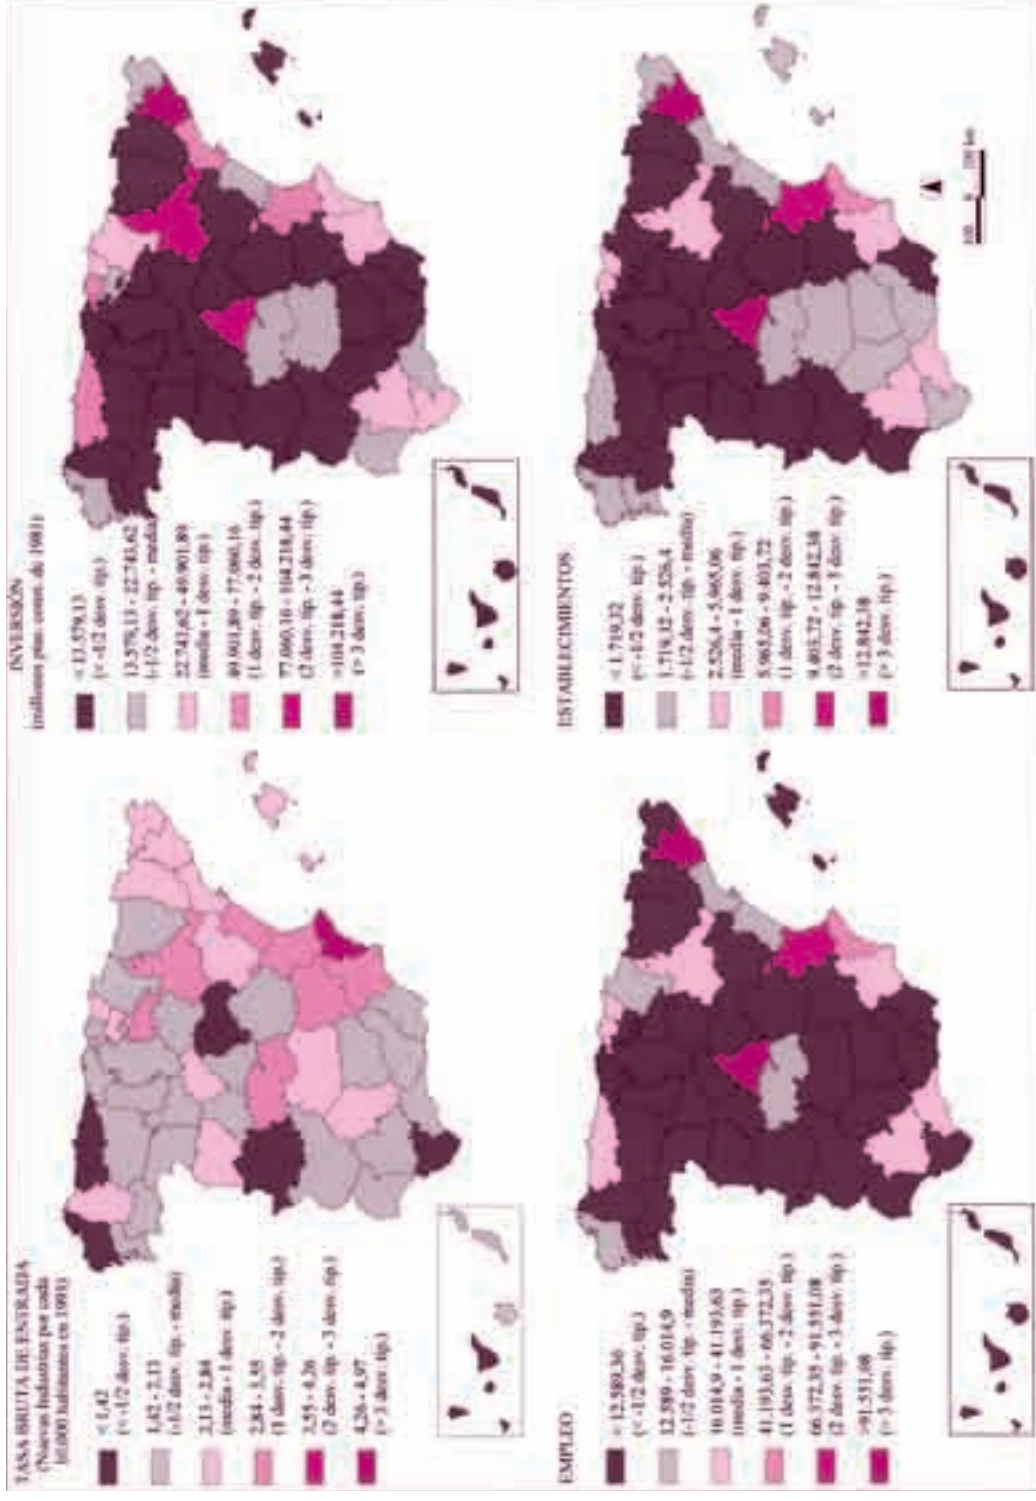 TASA BRUTA DE ENTRADA
(Nuevas Industrias por cada
10.000 habitantes en 1991)
< 1,42
(< -1/2 desv. tip.)
1,42 - 2,13
(-1/2 desv. tip. - media)
2,13 - 2,84
(media - 1 desv. tip.)
2,84 - 3,55
(1 desv. tip. - 2 desv. tip.)
3,55 - 4,26
(2 desv. tip. - 3 desv. tip.)
4,26 - 4,97
(> 3 desv. tip.)
INVERSIÓN
(millones ptas. const. de 1981)
< 13.579,13
(< -1/2 desv. tip.)
13.579,13 - 22.743,62
(-1/2 desv. tip. - media)
22.743,62 - 49.901,89
(media - 1 desv. tip.)
49.901,89 - 77.060,16
(1 desv. tip. - 2 desv. tip.)
77.060,16 - 104.218,44
(2 desv. tip. - 3 desv. tip.)
>104.218,44
(> 3 desv. tip.)
EMPLEO
< 12.589,36
(< -1/2 desv. tip.)
12.589 - 16.014,9
(-1/2 desv. tip. - media)
16.014,9 - 41.193,63
(media - 1 desv. tip.)
41.193,63 - 66.372,35
(1 desv. tip. - 2 desv. tip.)
66.372,35 - 91.551,08
(2 desv. tip. - 3 desv. tip.)
>91.551,08
(> 3 desv. tip.)
ESTABLECIMIENTOS
< 1.719,32
(< -1/2 desv. tip.)
1.719,32 - 2.526,4
(-1/2 desv. tip. - media)
2.526,4 - 5.965,06
(media - 1 desv. tip.)
5.965,06 - 9.403,72
(1 desv. tip. - 2 desv. tip.)
9.403,72 - 12.842,38
(2 desv. tip. - 3 desv. tip.)
>12.842,38
(> 3 desv. tip.)
100 0 100 km